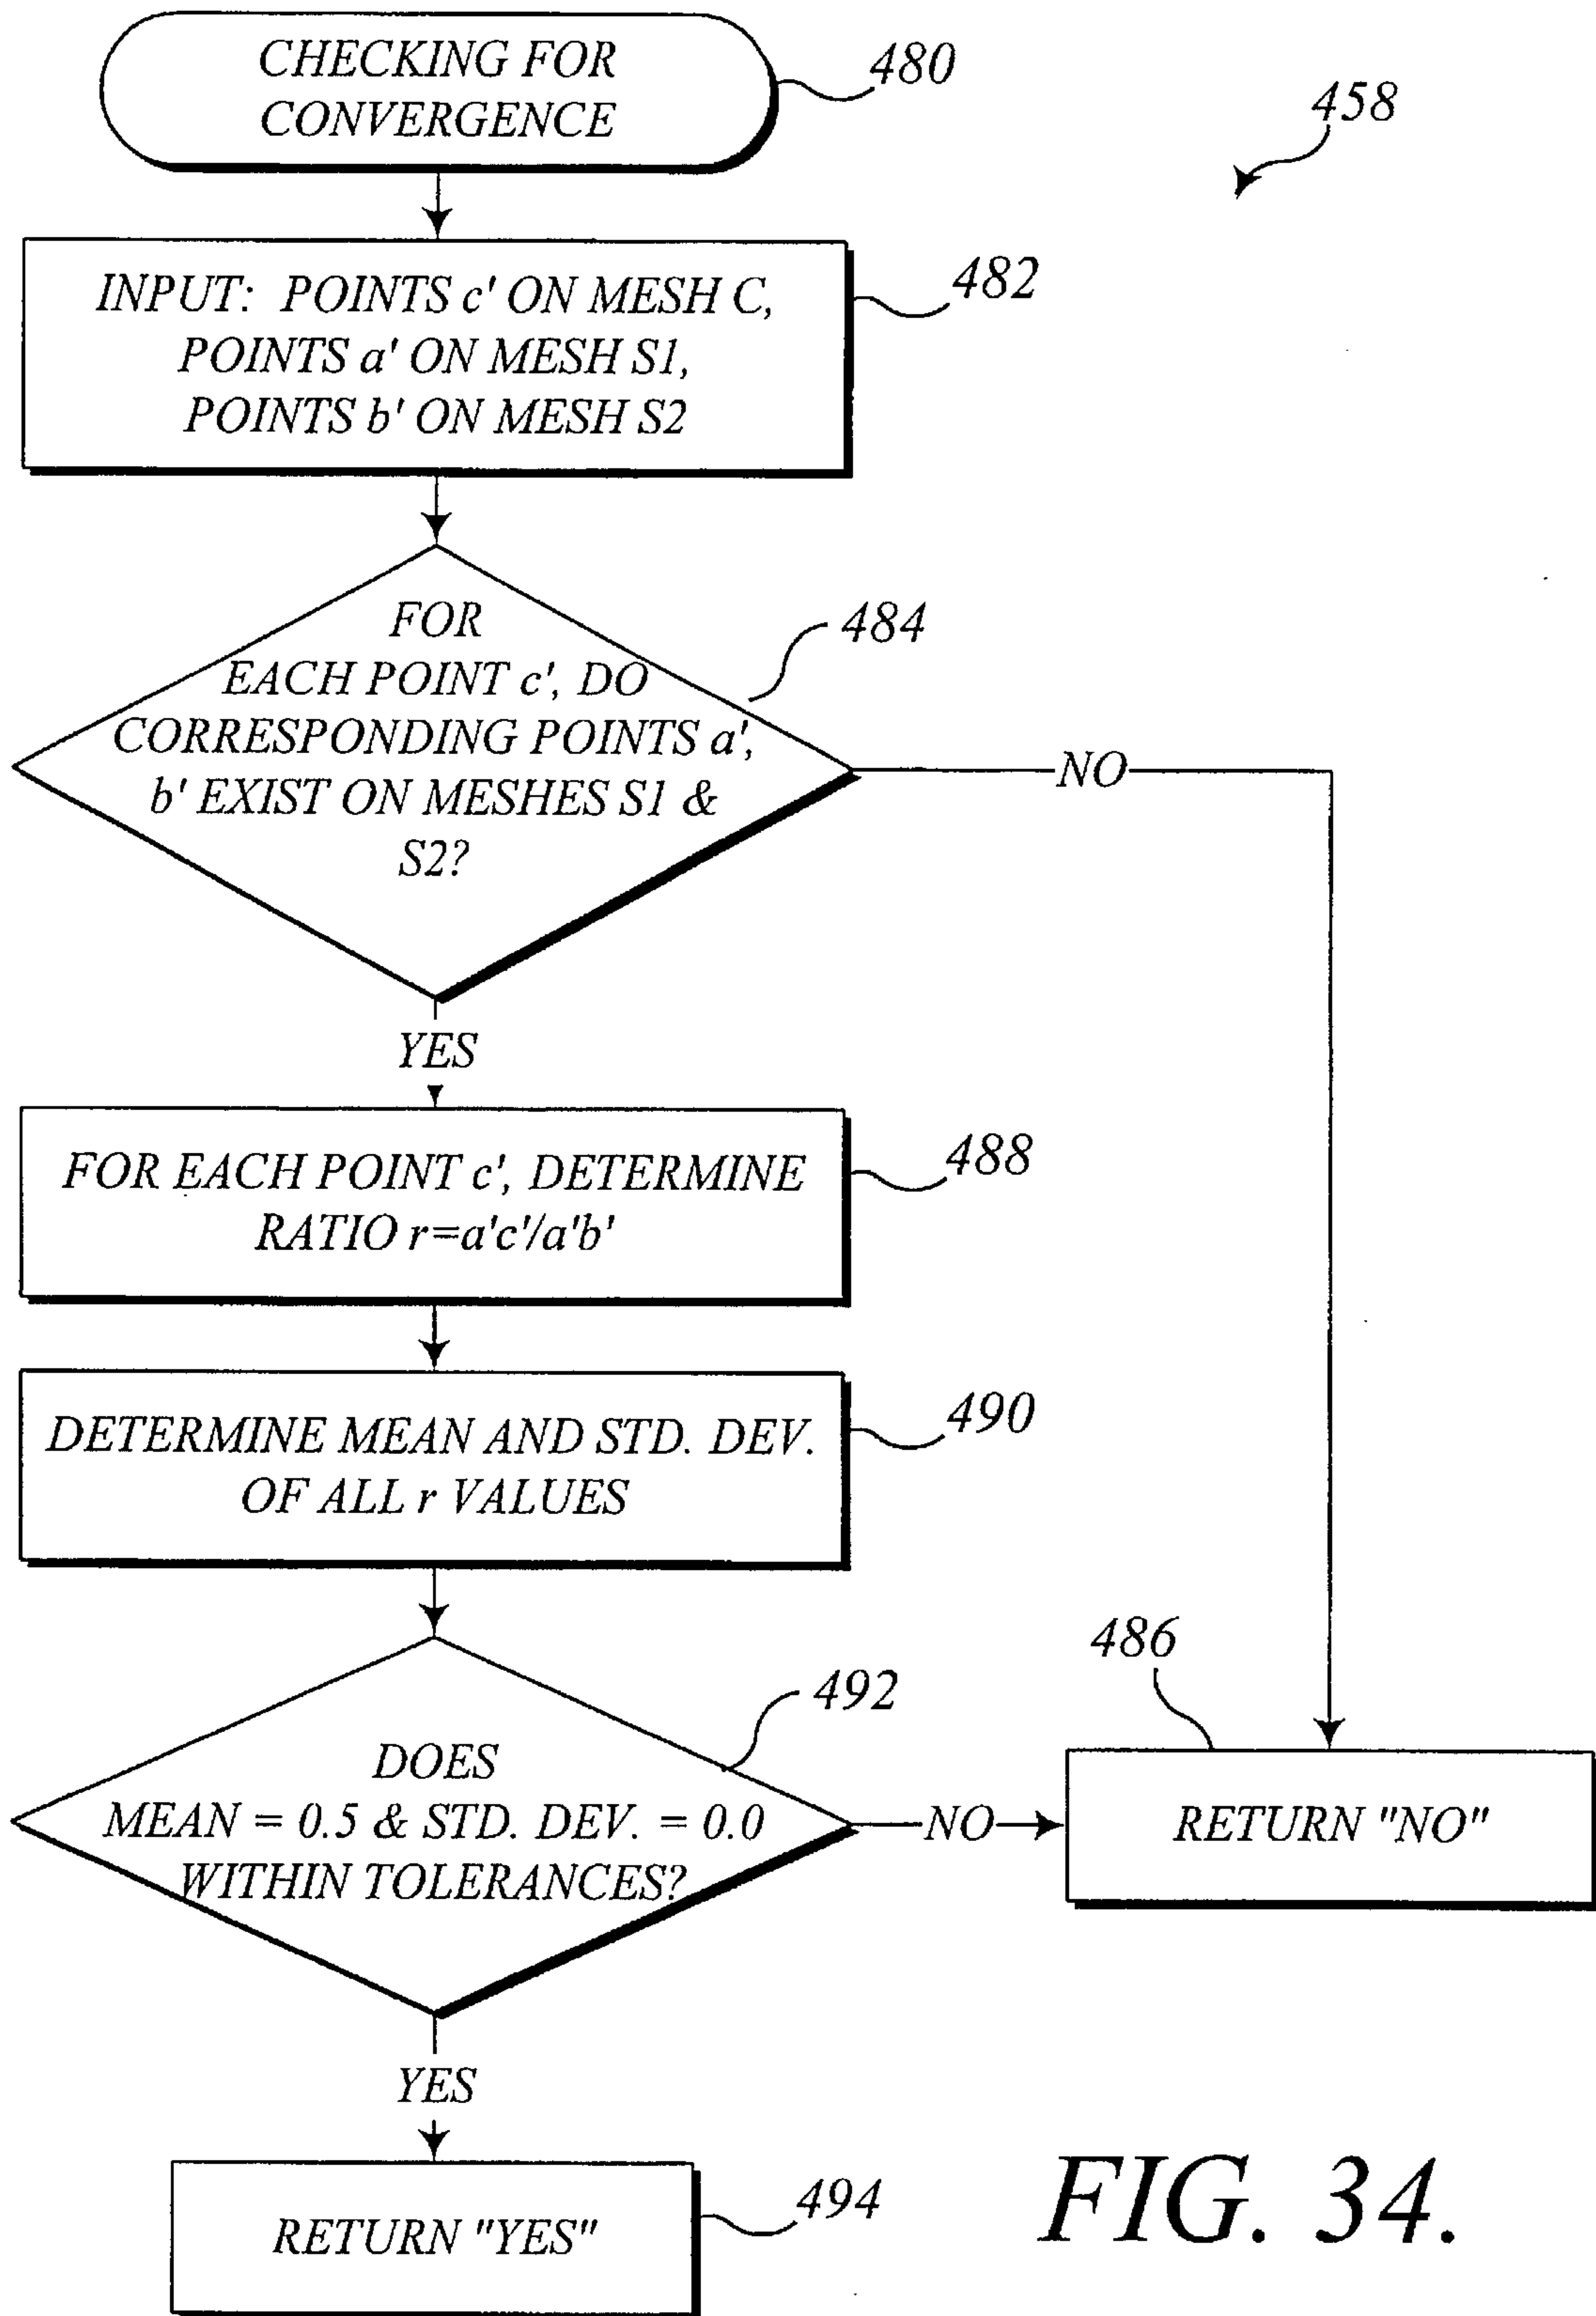 CHECKING FOR
CONVERGENCE
480
458
INPUT: POINTS c' ON MESH C,
POINTS a' ON MESH S1,
POINTS b' ON MESH S2
482
FOR
EACH POINT c', DO
CORRESPONDING POINTS a',
b' EXIST ON MESHES S1 &
S2?
484
NO
YES
FOR EACH POINT c', DETERMINE
RATIO r=a'c'/a'b'
488
DETERMINE MEAN AND STD. DEV.
OF ALL r VALUES
490
DOES
MEAN = 0.5 & STD. DEV. = 0.0
WITHIN TOLERANCES?
492
NO
486
RETURN "NO"
YES
RETURN "YES"
494
FIG. 34.